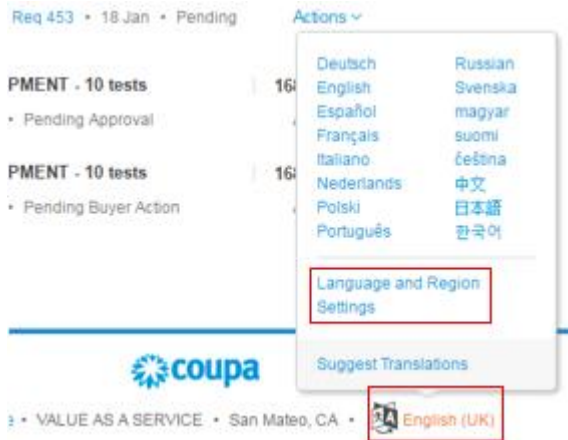 Req 453 • 18 Jan • Pending
Actions
PMENT - 10 tests
• Pending Approval
PMENT - 10 tests
• Pending Buyer Action
Deutsch Russian
English Svenska
Español magyar
Français suomi
Italiano čeština
Nederlands 中文
Polski 日本語
Português 한국어
Language and Region
Settings
Suggest Translations
coupa
• VALUE AS A SERVICE • San Mateo, CA • English (UK)